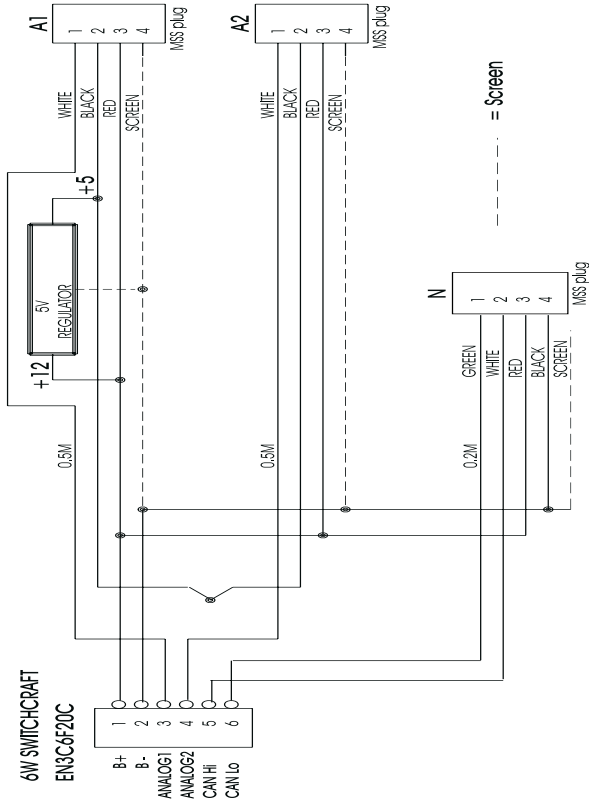 A1
1
2
3
4
MSS plug
WHITE
BLACK
RED
SCREEN
A2
1
2
3
4
MSS plug
WHITE
BLACK
RED
SCREEN
= Screen
+5
5V
REGULATOR
+12
N
1
2
3
4
MSS plug
GREEN
WHITE
RED
BLACK
SCREEN
0.5M
0.5M
0.2M
6W SWITCHCRAFT
EN3C6F20C
B+ 1
B- 2
ANALOG1 3
ANALOG2 4
CAN Hi 5
CAN Lo 6